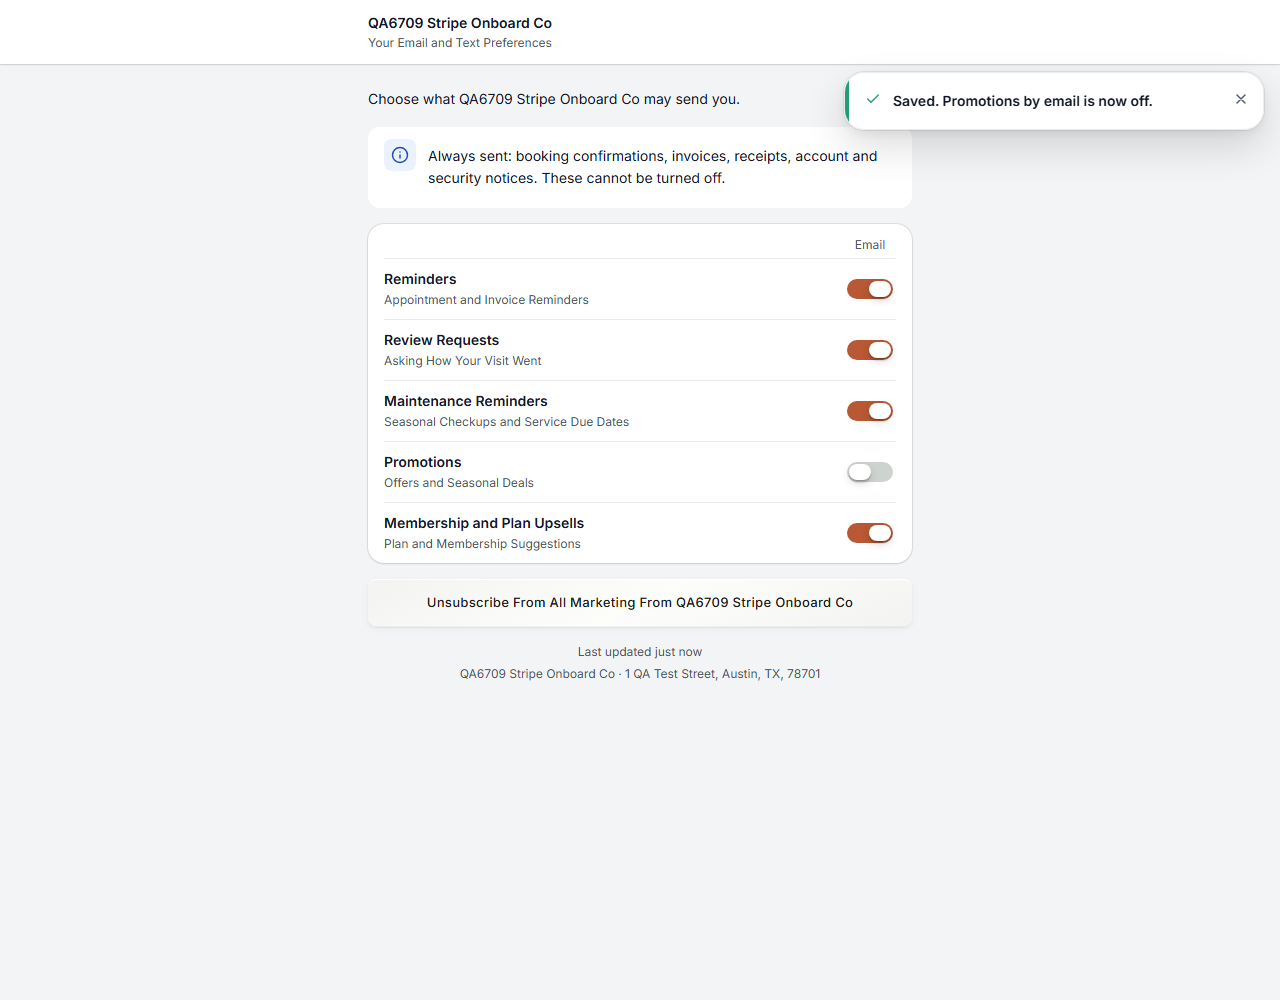 QA6709 Stripe Onboard Co
Your Email and Text Preferences
Choose what QA6709 Stripe Onboard Co may send you.
Saved. Promotions by email is now off.
Always sent: booking confirmations, invoices, receipts, account and
security notices. These cannot be turned off.
Email
Reminders
Appointment and Invoice Reminders
Review Requests
Asking How Your Visit Went
Maintenance Reminders
Seasonal Checkups and Service Due Dates
Promotions
Offers and Seasonal Deals
Membership and Plan Upsells
Plan and Membership Suggestions
Unsubscribe From All Marketing From QA6709 Stripe Onboard Co
Last updated just now
QA6709 Stripe Onboard Co · 1 QA Test Street, Austin, TX, 78701